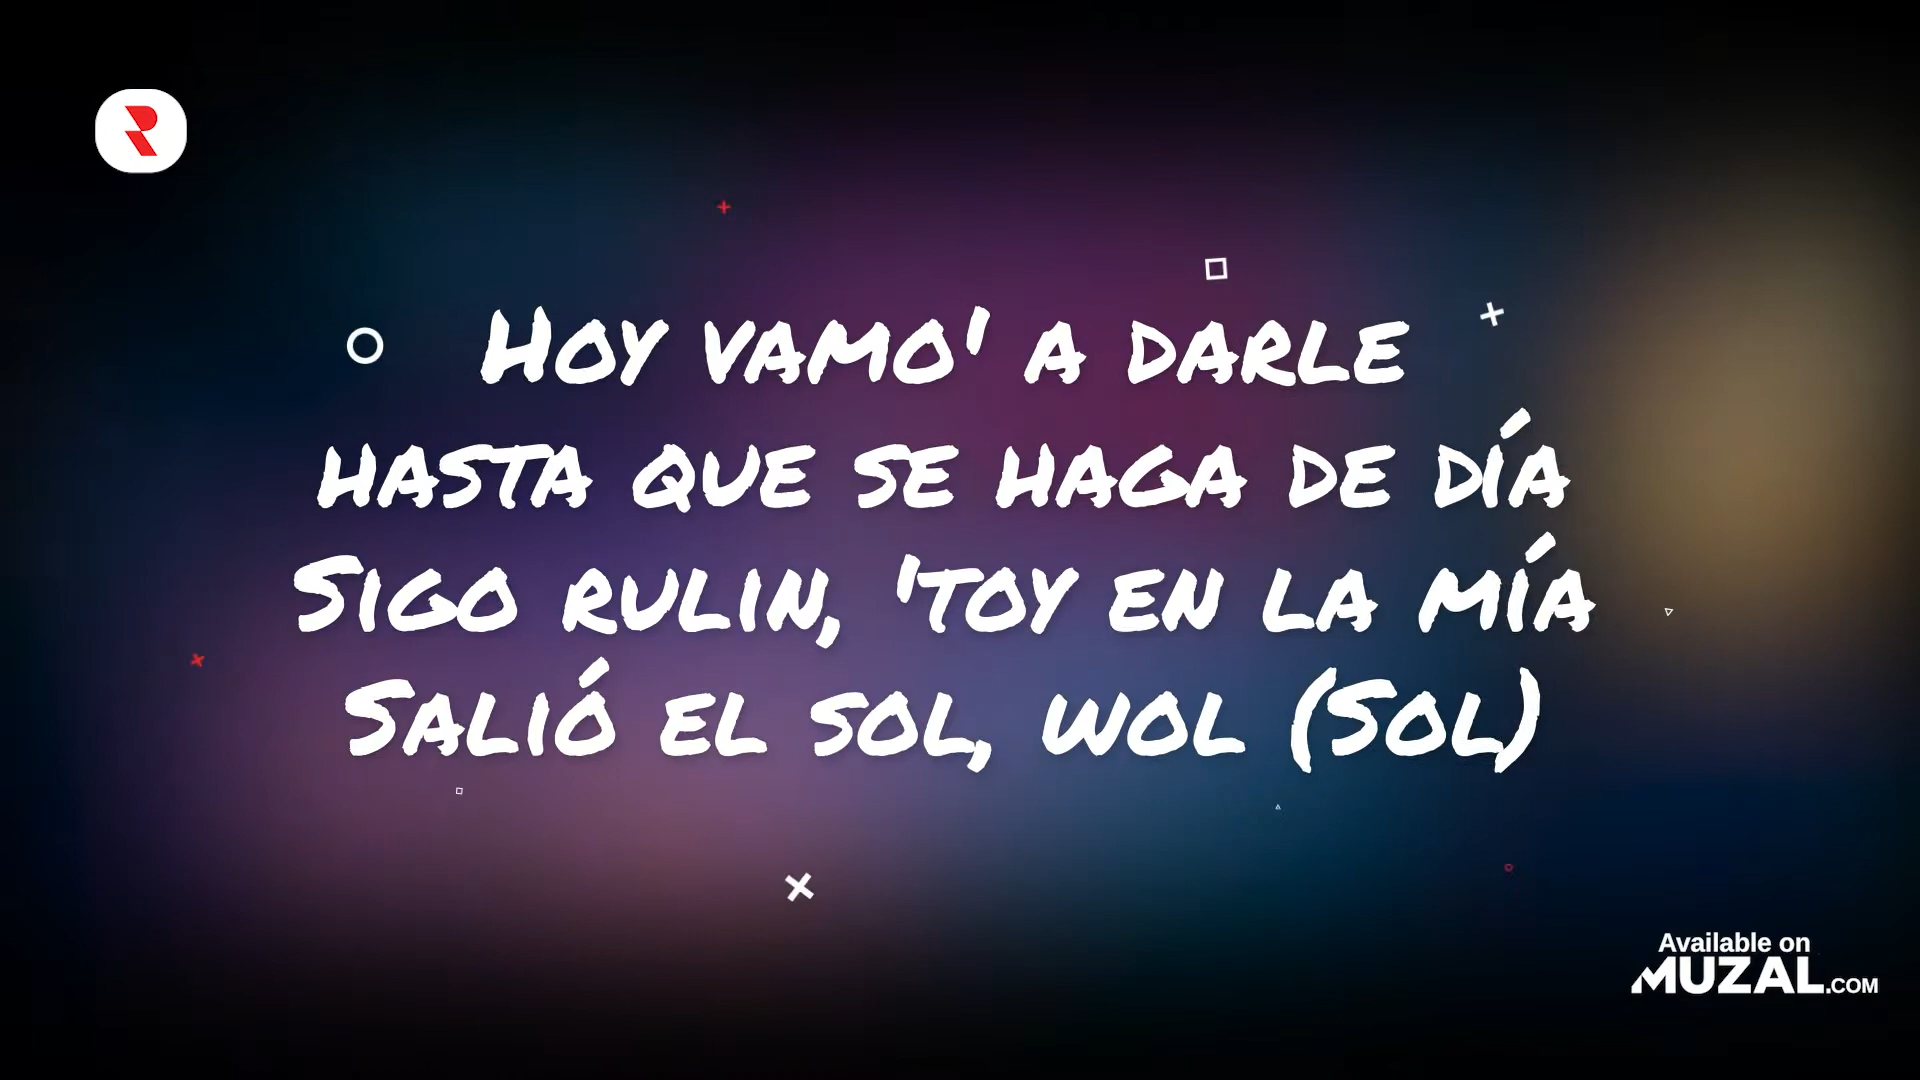 Hoy vamo' a darle
hasta que se haga de día
Sigo rulin, 'toy en la mía
Salió el sol, wol (Sol)
Available on
MUZAL.COM